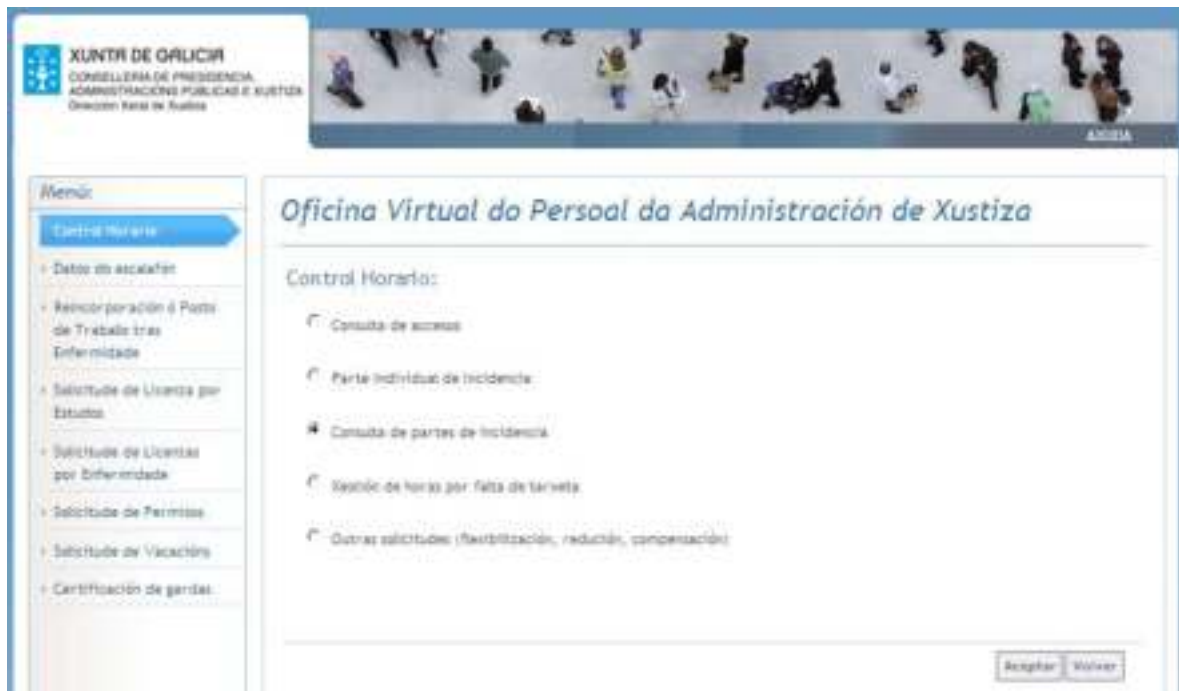 XUNTA DE GALICIA
CONSELLERÍA DE PRESIDENCIA,
ADMINISTRACIÓNS PÚBLICAS E XUSTIZA
Dirección Xeral de Xustiza
AXUDA
Menú:
Control Horario
Datos do escalafón
Reincorporación ó Posto
de Traballo tras
Enfermidade
Solicitude de Licenza por
Estudos
Solicitude de Licenzas
por Enfermidade
Solicitude de Permisos
Solicitude de Vacacións
Certificación de gardas
Oficina Virtual do Persoal da Administración de Xustiza
Control Horario:
Consulta de accesos
Parte individual de incidencia
Consulta de partes de incidencia
Xestión de horas por falta de tarxeta
Outras solicitudes (flexibilización, redución, compensación)
Aceptar Volver